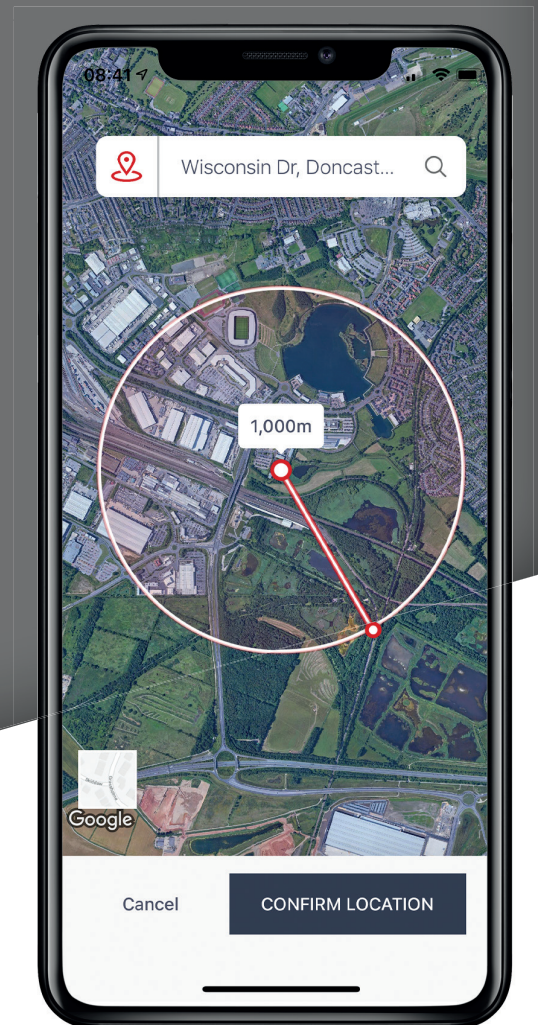 08:41
Wisconsin Dr, Doncast...
1,000m
Google
Cancel
CONFIRM LOCATION